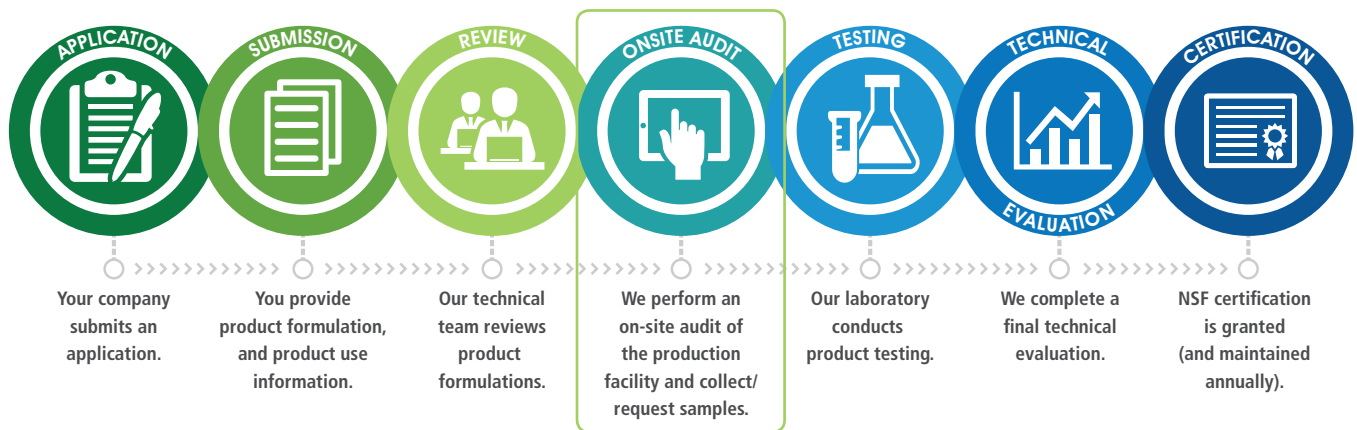 APPLICATION
SUBMISSION
REVIEW
ONSITE AUDIT
TESTING
TECHNICAL
EVALUATION
CERTIFICATION
Your company
submits an
application.
You provide
product formulation,
and product use
information.
Our technical
team reviews
product
formulations.
We perform an
on-site audit of
the production
facility and collect/
request samples.
Our laboratory
conducts
product testing.
We complete a
final technical
evaluation.
NSF certification
is granted
(and maintained
annually).